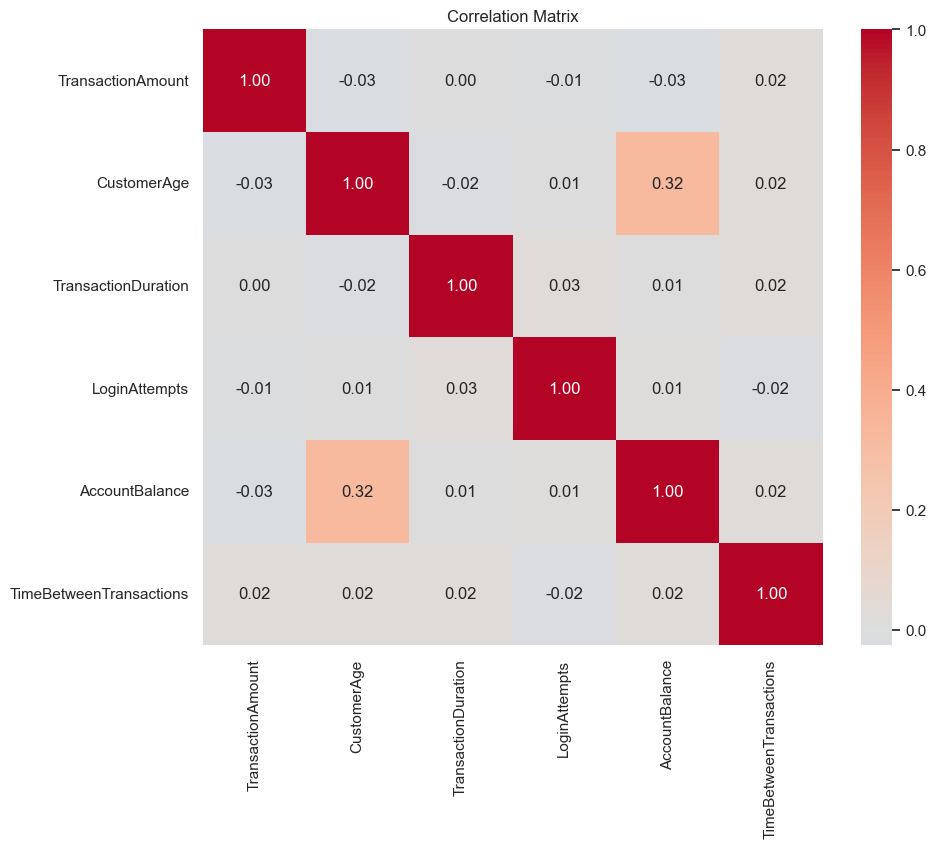 Correlation Matrix
TransactionAmount 1.00 -0.03 0.00 -0.01 -0.03 0.02
CustomerAge -0.03 1.00 -0.02 0.01 0.32 0.02
TransactionDuration 0.00 -0.02 1.00 0.03 0.01 0.02
LoginAttempts -0.01 0.01 0.03 1.00 0.01 -0.02
AccountBalance -0.03 0.32 0.01 0.01 1.00 0.02
TimeBetweenTransactions 0.02 0.02 0.02 -0.02 0.02 1.00
TransactionAmount
CustomerAge
TransactionDuration
LoginAttempts
AccountBalance
TimeBetweenTransactions
1.0
0.8
0.6
0.4
0.2
0.0